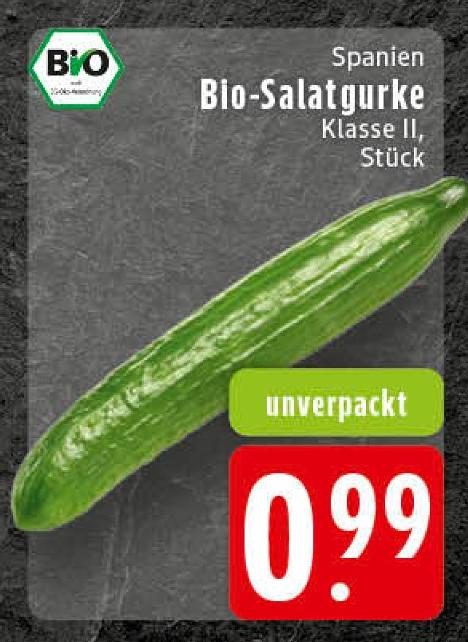 BiO
Spanien
Bio-Salatgurke
Klasse II,
Stück
unverpackt
0.99